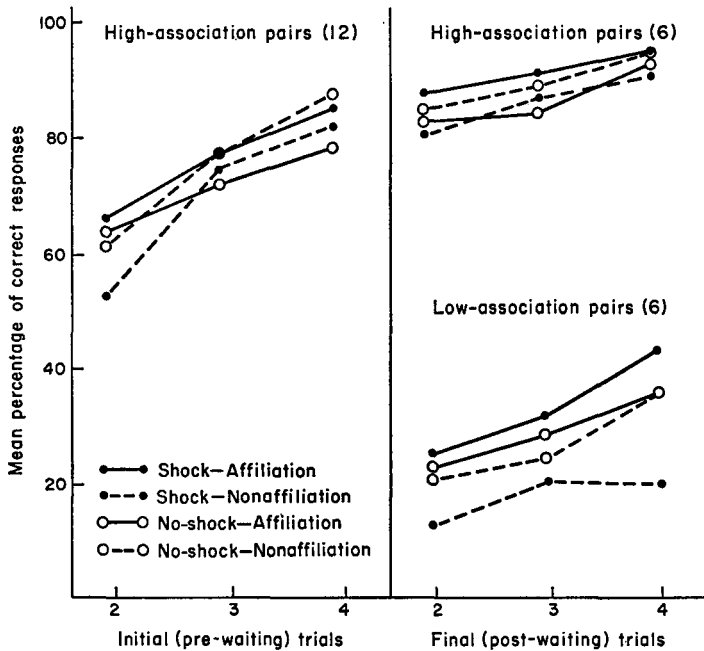 Mean percentage of correct responses
100
80
60
40
20
High-association pairs (12)
High-association pairs (6)
Low-association pairs (6)
Shock—Affiliation
Shock—Nonaffiliation
No-shock—Affiliation
No-shock—Nonaffiliation
2 3 4
Initial (pre-waiting) trials
2 3 4
Final (post-waiting) trials